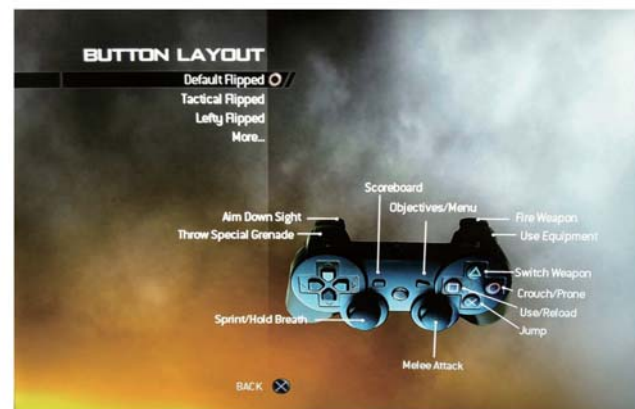 BUTTON LAYOUT
Default Flipped
Tactical Flipped
Lefty Flipped
More...
Scoreboard
Objectives/Menu
Aim Down Sight
Fire Weapon
Throw Special Grenade
Use Equipment
Switch Weapon
Crouch/Prone
Use/Reload
Sprint/Hold Breath
Jump
Melee Attack
BACK